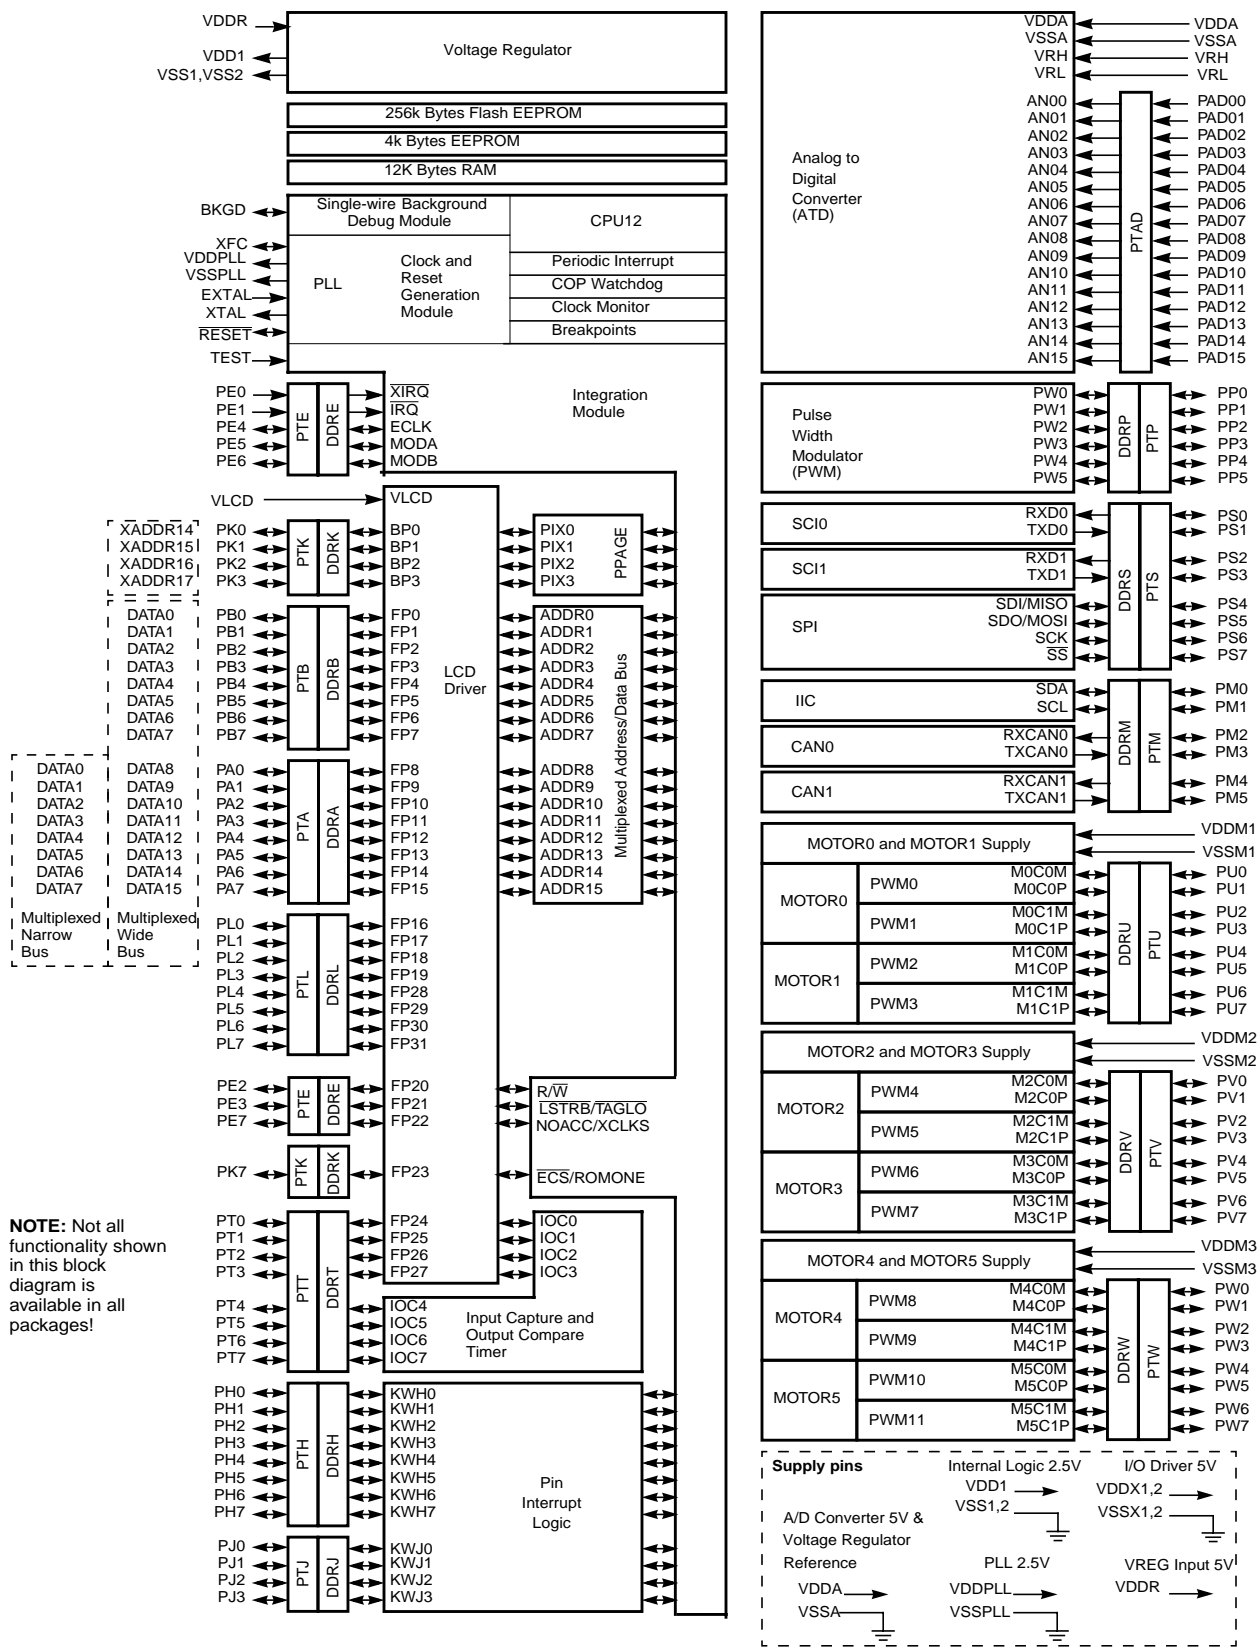 VDDR
VDD1
VSS1,VSS2
Voltage Regulator
256k Bytes Flash EEPROM
4k Bytes EEPROM
12K Bytes RAM
BKGD
XFC
VDDPLL
VSSPLL
EXTAL
XTAL
RESET
TEST
Single-wire Background
Debug Module
CPU12
PLL
Clock and
Reset
Generation
Module
Periodic Interrupt
COP Watchdog
Clock Monitor
Breakpoints
Integration
Module
PE0 XIRQ
PE1 IRQ
PE4 ECLK
PE5 MODA
PE6 MODB
PTE DDRE
VLCD VLCD
XADDR14 PK0 BP0 PIX0
XADDR15 PK1 BP1 PIX1
XADDR16 PK2 BP2 PIX2
XADDR17 PK3 BP3 PIX3
PTK DDRK PPAGE
DATA0 PB0 FP0 ADDR0
DATA1 PB1 FP1 ADDR1
DATA2 PB2 FP2 ADDR2
DATA3 PB3 FP3 ADDR3
DATA4 PB4 FP4 ADDR4
DATA5 PB5 FP5 ADDR5
DATA6 PB6 FP6 ADDR6
DATA7 PB7 FP7 ADDR7
PTB DDRB
LCD
Driver
Multiplexed Address/Data Bus
DATA0 DATA8 PA0 FP8 ADDR8
DATA1 DATA9 PA1 FP9 ADDR9
DATA2 DATA10 PA2 FP10 ADDR10
DATA3 DATA11 PA3 FP11 ADDR11
DATA4 DATA12 PA4 FP12 ADDR12
DATA5 DATA13 PA5 FP13 ADDR13
DATA6 DATA14 PA6 FP14 ADDR14
DATA7 DATA15 PA7 FP15 ADDR15
PTA DDRA
Multiplexed
Narrow
Bus
Multiplexed
Wide
Bus
PL0 FP16
PL1 FP17
PL2 FP18
PL3 FP19
PL4 FP28
PL5 FP29
PL6 FP30
PL7 FP31
PTL DDRL
PE2 FP20 R/W
PE3 FP21 LSTRB/TAGLO
PE7 FP22 NOACC/XCLKS
PTE DDRE
PK7 FP23 ECS/ROMONE
PTK DDRK
NOTE: Not all
functionality shown
in this block
diagram is
available in all
packages!
PT0 FP24 IOC0
PT1 FP25 IOC1
PT2 FP26 IOC2
PT3 FP27 IOC3
PT4 IOC4
PT5 IOC5
PT6 IOC6
PT7 IOC7
PTT DDRT
Input Capture and
Output Compare
Timer
PH0 KWH0
PH1 KWH1
PH2 KWH2
PH3 KWH3
PH4 KWH4
PH5 KWH5
PH6 KWH6
PH7 KWH7
PTH DDRH
Pin
Interrupt
Logic
PJ0 KWJ0
PJ1 KWJ1
PJ2 KWJ2
PJ3 KWJ3
PTJ DDRJ
VDDA VDDA
VSSA VSSA
VRH VRH
VRL VRL
Analog to
Digital
Converter
(ATD)
AN00 PAD00
AN01 PAD01
AN02 PAD02
AN03 PAD03
AN04 PAD04
AN05 PAD05
AN06 PAD06
AN07 PAD07
AN08 PAD08
AN09 PAD09
AN10 PAD10
AN11 PAD11
AN12 PAD12
AN13 PAD13
AN14 PAD14
AN15 PAD15
PTAD
Pulse
Width
Modulator
(PWM)
PW0 PP0
PW1 PP1
PW2 PP2
PW3 PP3
PW4 PP4
PW5 PP5
DDRP PTP
SCI0
RXD0 PS0
TXD0 PS1
SCI1
RXD1 PS2
TXD1 PS3
SPI
SDI/MISO PS4
SDO/MOSI PS5
SCK PS6
SS PS7
DDRS PTS
IIC
SDA PM0
SCL PM1
CAN0
RXCAN0 PM2
TXCAN0 PM3
CAN1
RXCAN1 PM4
TXCAN1 PM5
DDRM PTM
MOTOR0 and MOTOR1 Supply
VDDM1
VSSM1
MOTOR0
PWM0
M0C0M PU0
M0C0P PU1
PWM1
M0C1M PU2
M0C1P PU3
MOTOR1
PWM2
M1C0M PU4
M1C0P PU5
PWM3
M1C1M PU6
M1C1P PU7
DDRU PTU
MOTOR2 and MOTOR3 Supply
VDDM2
VSSM2
MOTOR2
PWM4
M2C0M PV0
M2C0P PV1
PWM5
M2C1M PV2
M2C1P PV3
MOTOR3
PWM6
M3C0M PV4
M3C0P PV5
PWM7
M3C1M PV6
M3C1P PV7
DDRV PTV
MOTOR4 and MOTOR5 Supply
VDDM3
VSSM3
MOTOR4
PWM8
M4C0M PW0
M4C0P PW1
PWM9
M4C1M PW2
M4C1P PW3
MOTOR5
PWM10
M5C0M PW4
M5C0P PW5
PWM11
M5C1M PW6
M5C1P PW7
DDRW PTW
Supply pins
Internal Logic 2.5V
VDD1
VSS1,2
I/O Driver 5V
VDDX1,2
VSSX1,2
A/D Converter 5V &
Voltage Regulator
Reference
VDDA
VSSA
PLL 2.5V
VDDPLL
VSSPLL
VREG Input 5V
VDDR